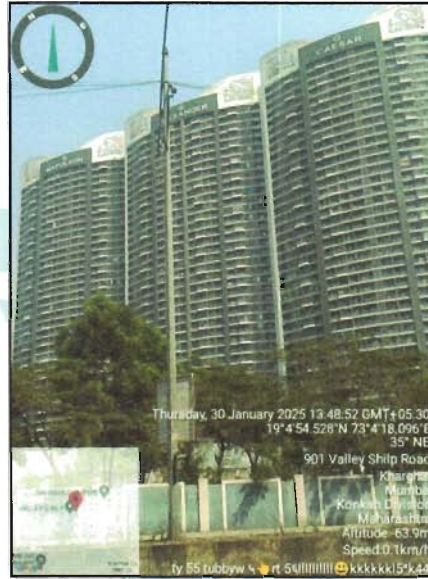 CAESAR
Thursday, 30 January 2025 13:48:52 GMT+05:30
19°4'54.528"N 73°4'18.096"E
35° NE
901 Valley Shilp Road
Kharghar
Mumbai
Konkan Division
Maharashtra
Altitude: 63.9m
Speed:0.1km/h